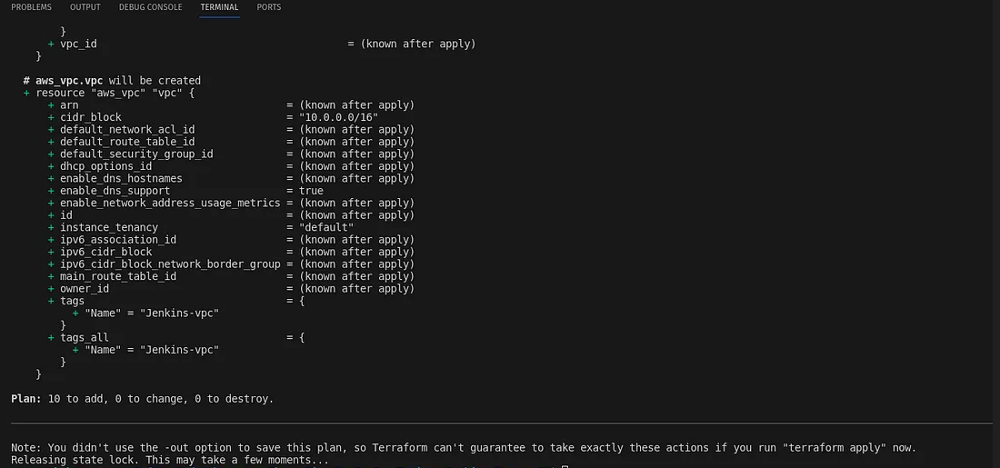 PROBLEMS OUTPUT DEBUG CONSOLE TERMINAL PORTS
}
+ vpc_id = (known after apply)
}
# aws_vpc.vpc will be created
+ resource "aws_vpc" "vpc" {
+ arn = (known after apply)
+ cidr_block = "10.0.0.0/16"
+ default_network_acl_id = (known after apply)
+ default_route_table_id = (known after apply)
+ default_security_group_id = (known after apply)
+ dhcp_options_id = (known after apply)
+ enable_dns_hostnames = (known after apply)
+ enable_dns_support = true
+ enable_network_address_usage_metrics = (known after apply)
+ id = (known after apply)
+ instance_tenancy = "default"
+ ipv6_association_id = (known after apply)
+ ipv6_cidr_block = (known after apply)
+ ipv6_cidr_block_network_border_group = (known after apply)
+ main_route_table_id = (known after apply)
+ owner_id = (known after apply)
+ tags = {
+ "Name" = "Jenkins-vpc"
}
+ tags_all = {
+ "Name" = "Jenkins-vpc"
}
}
Plan: 10 to add, 0 to change, 0 to destroy.
Note: You didn't use the -out option to save this plan, so Terraform can't guarantee to take exactly these actions if you run "terraform apply" now.
Releasing state lock. This may take a few moments...